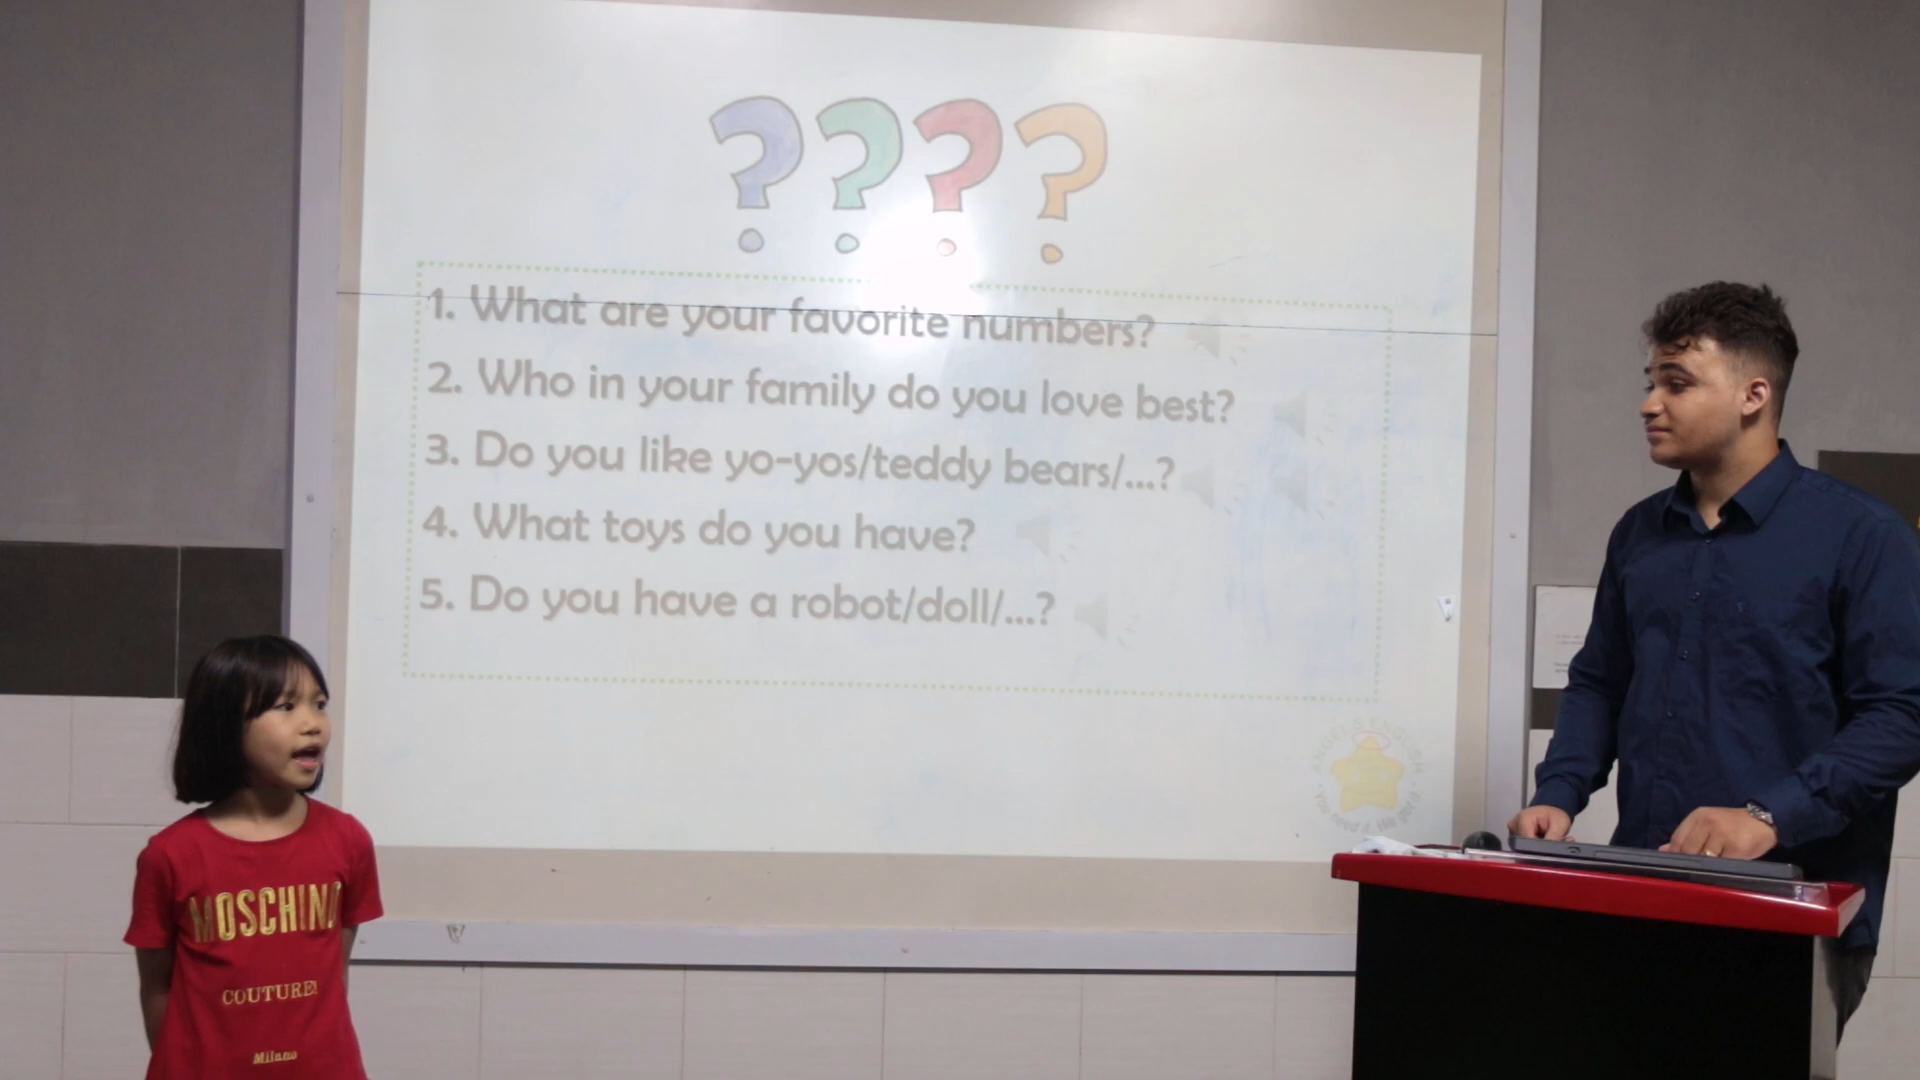 ????
1. What are your favorite numbers?
2. Who in your family do you love best?
3. Do you like yo-yos/teddy bears/...?
4. What toys do you have?
5. Do you have a robot/doll/...?
MOSCHINO
COUTURE!
Milano